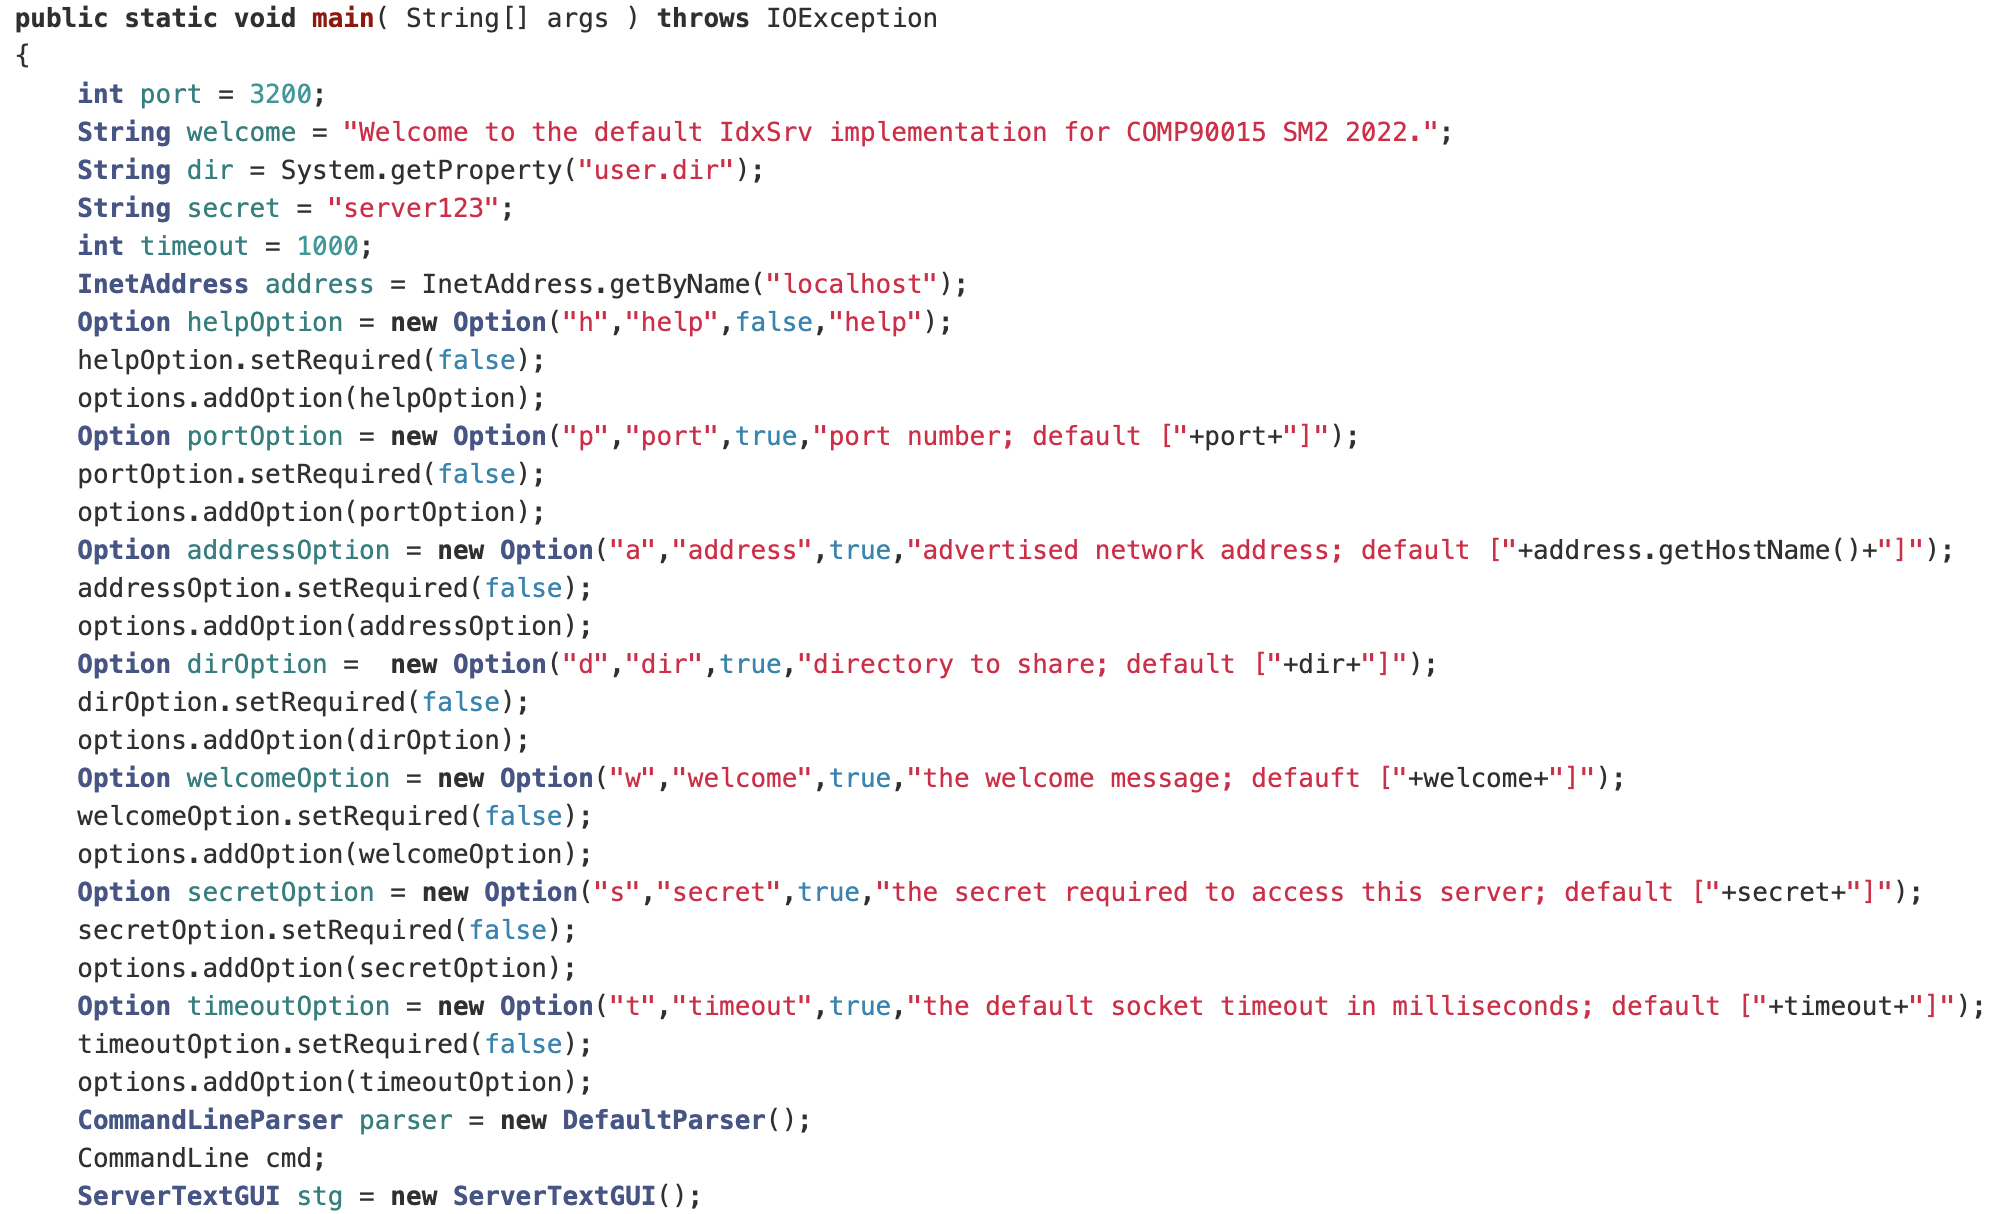 public static void main( String[] args ) throws IOException
{
    int port = 3200;
    String welcome = "Welcome to the default IdxSrv implementation for COMP90015 SM2 2022.";
    String dir = System.getProperty("user.dir");
    String secret = "server123";
    int timeout = 1000;
    InetAddress address = InetAddress.getByName("localhost");
    Option helpOption = new Option("h","help",false,"help");
    helpOption.setRequired(false);
    options.addOption(helpOption);
    Option portOption = new Option("p","port",true,"port number; default ["+port+"]");
    portOption.setRequired(false);
    options.addOption(portOption);
    Option addressOption = new Option("a","address",true,"advertised network address; default ["+address.getHostName()+"]");
    addressOption.setRequired(false);
    options.addOption(addressOption);
    Option dirOption =  new Option("d","dir",true,"directory to share; default ["+dir+"]");
    dirOption.setRequired(false);
    options.addOption(dirOption);
    Option welcomeOption = new Option("w","welcome",true,"the welcome message; defauft ["+welcome+"]");
    welcomeOption.setRequired(false);
    options.addOption(welcomeOption);
    Option secretOption = new Option("s","secret",true,"the secret required to access this server; default ["+secret+"]");
    secretOption.setRequired(false);
    options.addOption(secretOption);
    Option timeoutOption = new Option("t","timeout",true,"the default socket timeout in milliseconds; default ["+timeout+"]");
    timeoutOption.setRequired(false);
    options.addOption(timeoutOption);
    CommandLineParser parser = new DefaultParser();
    CommandLine cmd;
    ServerTextGUI stg = new ServerTextGUI();